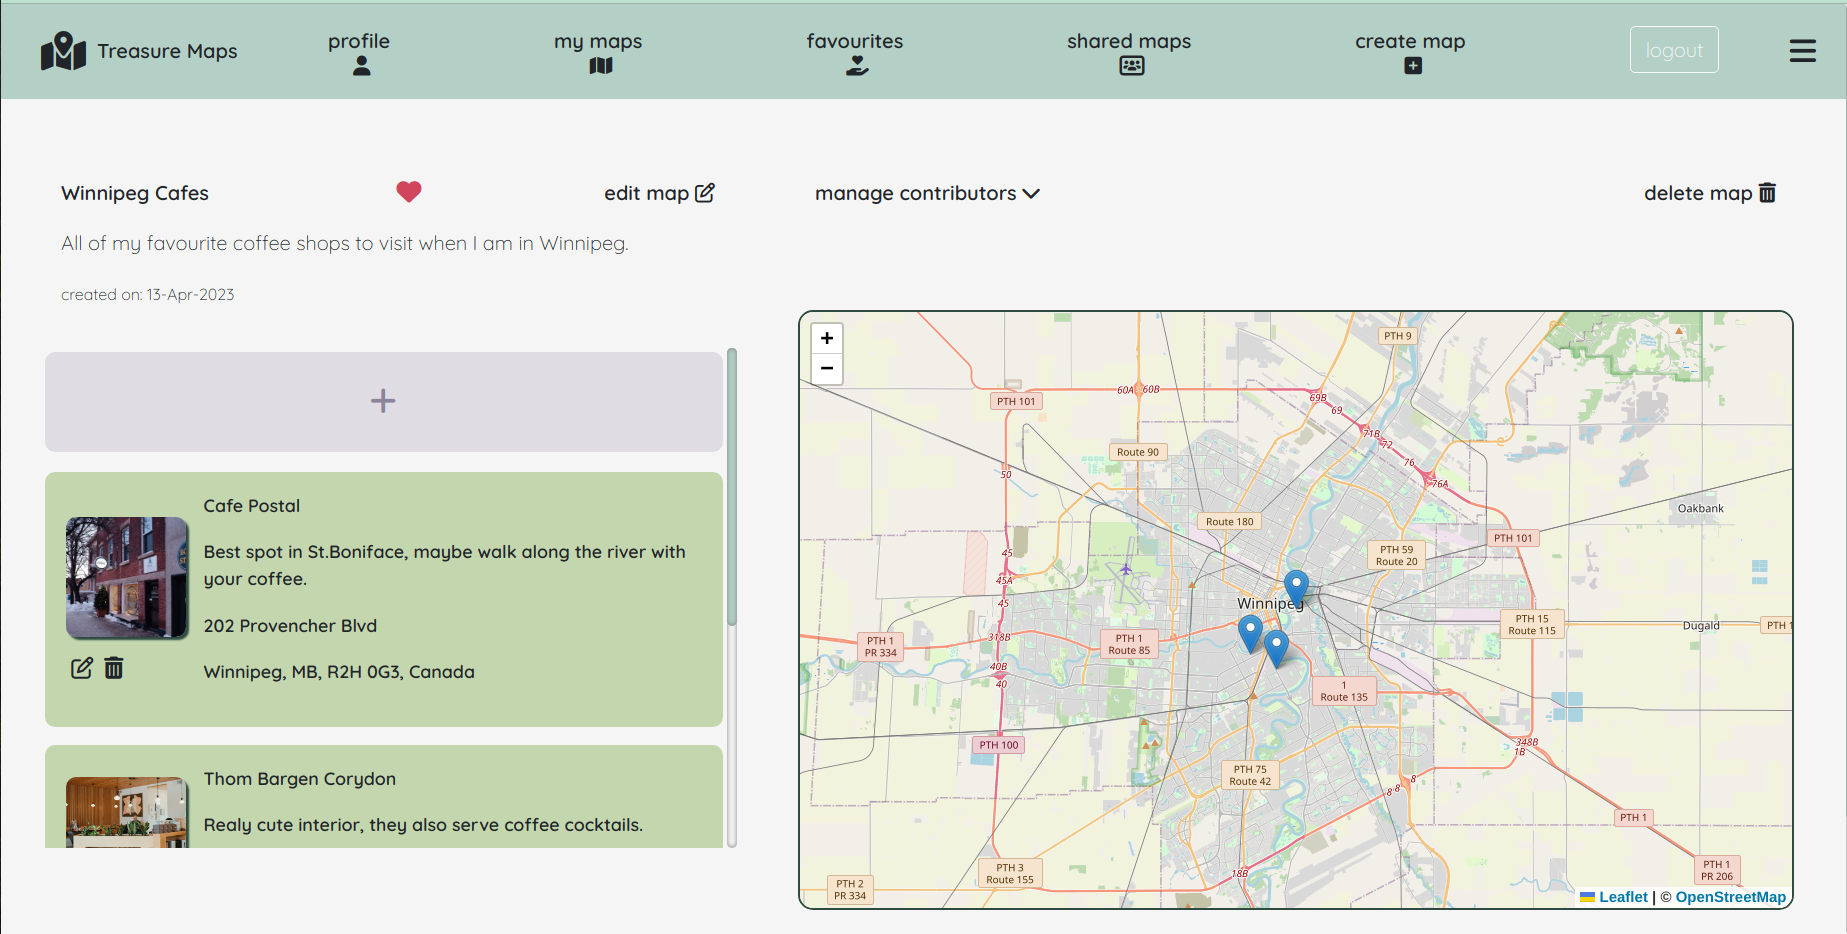 Treasure Maps
profile
my maps
favourites
shared maps
create map
logout
Winnipeg Cafes
edit map
All of my favourite coffee shops to visit when I am in Winnipeg.
created on: 13-Apr-2023
+
Cafe Postal
Best spot in St.Boniface, maybe walk along the river with
your coffee.
202 Provencher Blvd
Winnipeg, MB, R2H 0G3, Canada
Thom Bargen Corydon
Realy cute interior, they also serve coffee cocktails.
manage contributors
delete map
+
−
PTH 9
60A
60B
PTH 101
69B
69
71B
72
Route 90
76
76A
50
Oakbank
Route 180
PTH 101
45
PTH 59
Route 20
45A
45
Winnipeg
318B
PTH 1
PR 334
PTH 1
Route 85
PTH 15
Route 115
Dugald
PTH 1
40B
40
1
Route 135
PTH 100
348B
1B
PTH 75
Route 42
8
8
8
PTH 1
PTH 3
Route 155
18B
PTH 1
PR 206
PTH 2
PR 334
Leaflet | © OpenStreetMap